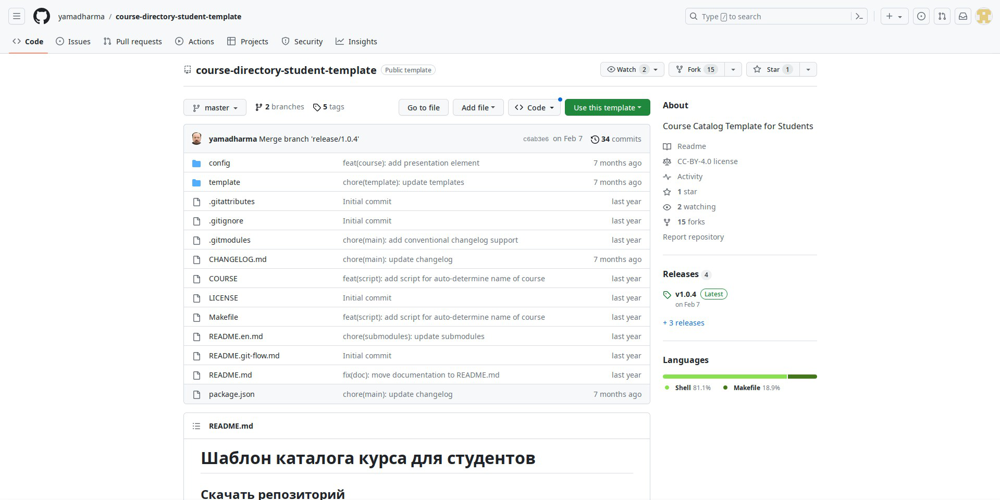 yamadharma / course-directory-student-template
Type / to search
Code Issues Pull requests Actions Projects Security Insights
course-directory-student-template Public template
Watch 2 Fork 15 Star 1
master 2 branches 5 tags Go to file Add file Code Use this template
yamadharma Merge branch 'release/1.0.4' c6ab3e6 on Feb 7 34 commits
config feat(course): add presentation element 7 months ago
template chore(template): update templates 7 months ago
.gitattributes Initial commit last year
.gitignore Initial commit last year
.gitmodules chore(main): add conventional changelog support last year
CHANGELOG.md chore(main): update changelog 7 months ago
COURSE feat(script): add script for auto-determine name of course last year
LICENSE Initial commit last year
Makefile feat(script): add script for auto-determine name of course last year
README.en.md chore(submodules): update submodules last year
README.git-flow.md Initial commit last year
README.md fix(doc): move documentation to README.md last year
package.json chore(main): update changelog 7 months ago
README.md
Шаблон каталога курса для студентов
Скачать репозиторий
About
Course Catalog Template for Students
Readme
CC-BY-4.0 license
Activity
1 star
2 watching
15 forks
Report repository
Releases 4
v1.0.4 Latest
on Feb 7
+ 3 releases
Languages
Shell 81.1% Makefile 18.9%